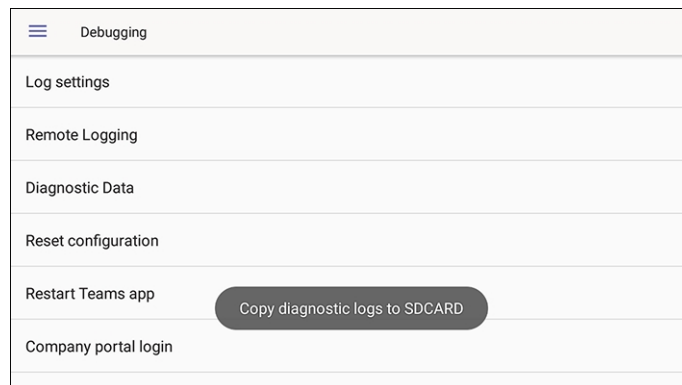 Debugging
Log settings
Remote Logging
Diagnostic Data
Reset configuration
Restart Teams app
Copy diagnostic logs to SDCARD
Company portal login